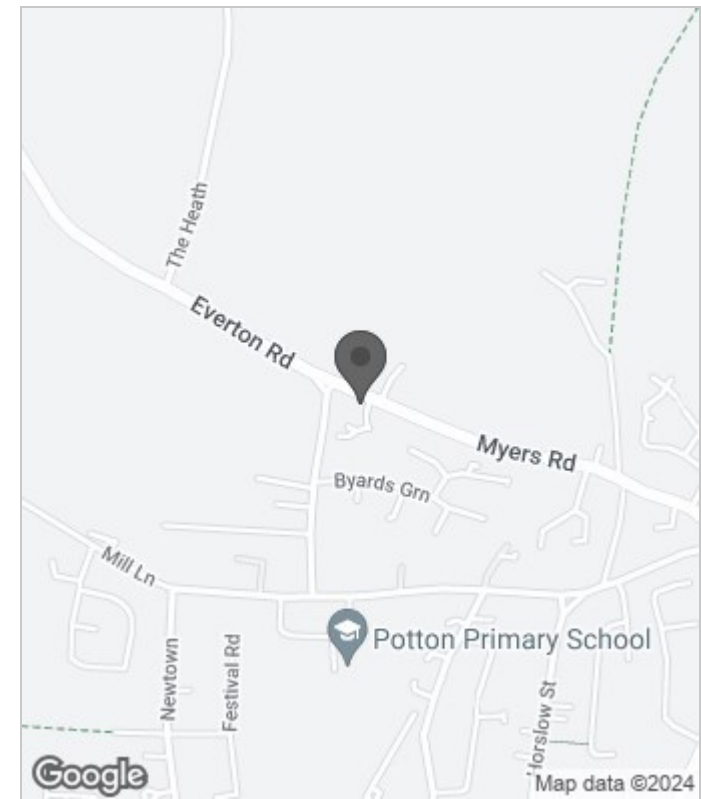 The Heath
Everton Rd
Myers Rd
Byards Grn
Mill Ln
Newtown
Festival Rd
Potton Primary School
Horslow St
Google
Map data ©2024